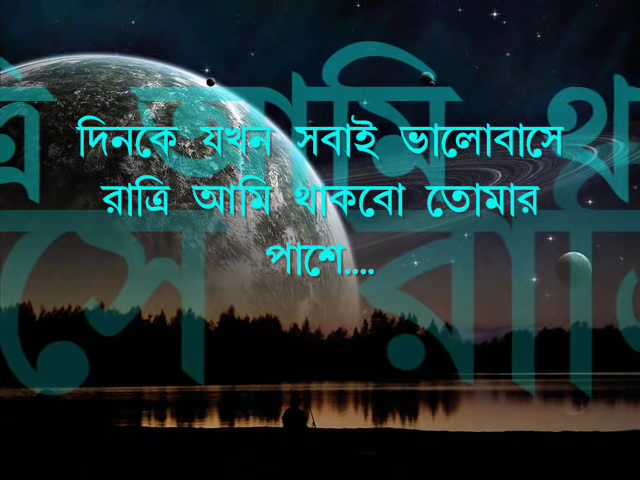 দিনকে যখন সবাই ভালোবাসে
রাত্রি আমি থাকবো তোমার
পাশে....